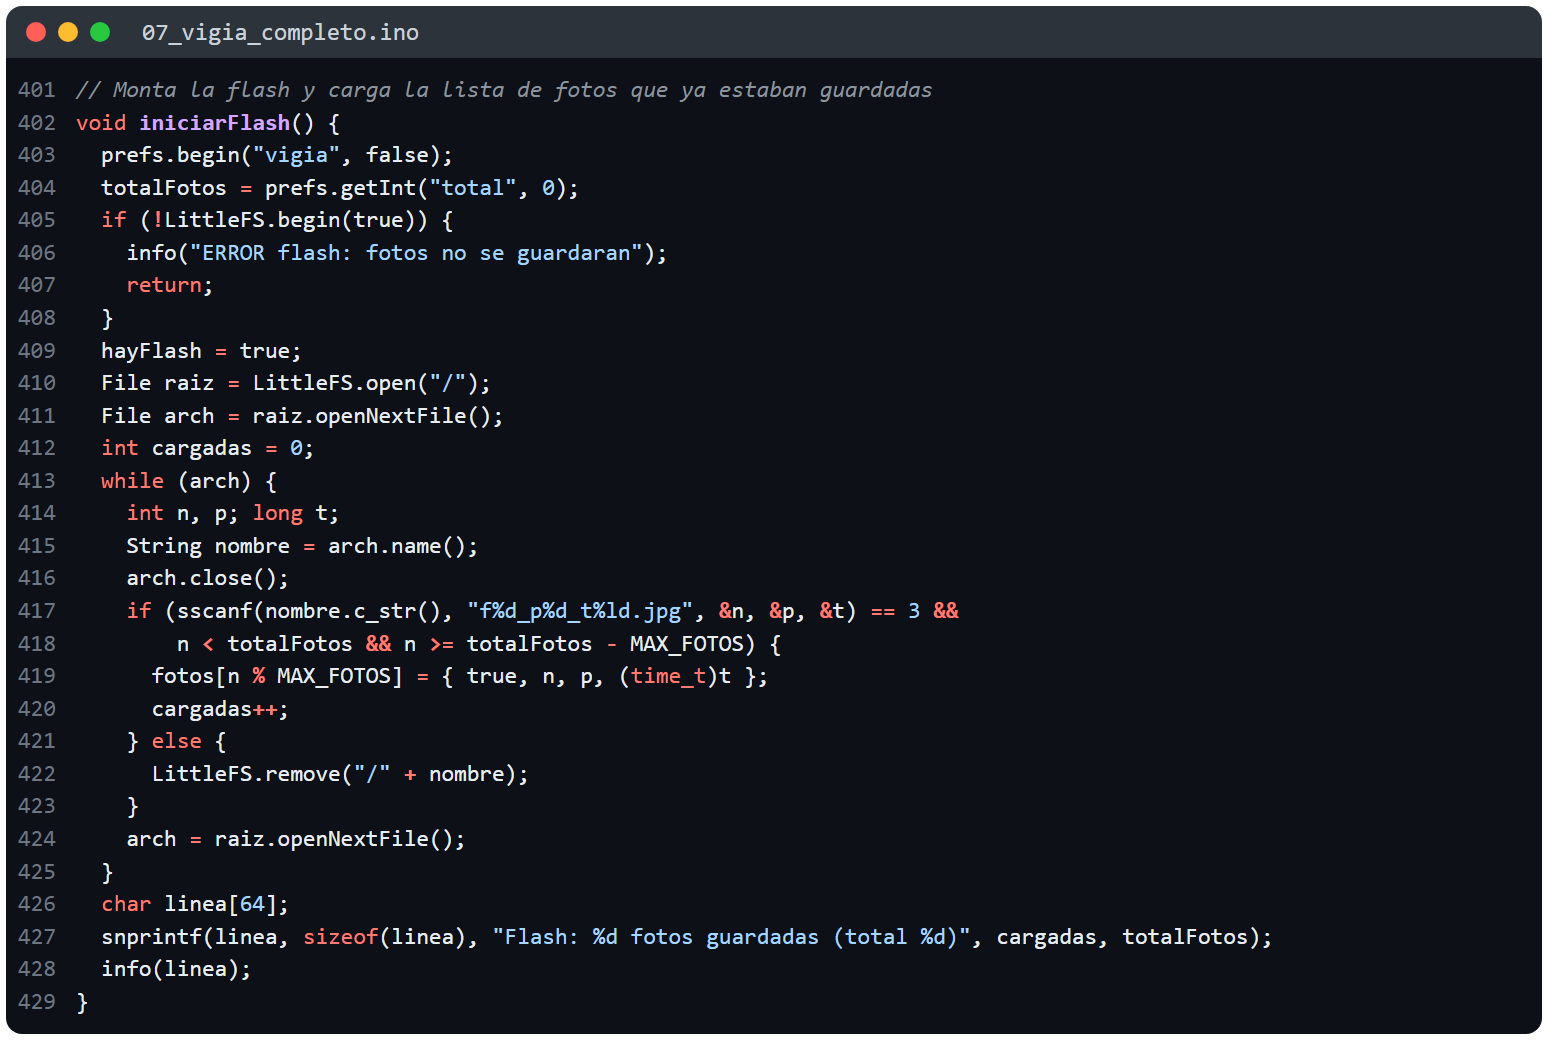 07_vigia_completo.ino
401 // Monta la flash y carga la lista de fotos que ya estaban guardadas
402 void iniciarFlash() {
403   prefs.begin("vigia", false);
404   totalFotos = prefs.getInt("total", 0);
405   if (!LittleFS.begin(true)) {
406     info("ERROR flash: fotos no se guardaran");
407     return;
408   }
409   hayFlash = true;
410   File raiz = LittleFS.open("/");
411   File arch = raiz.openNextFile();
412   int cargadas = 0;
413   while (arch) {
414     int n, p; long t;
415     String nombre = arch.name();
416     arch.close();
417     if (sscanf(nombre.c_str(), "f%d_p%d_t%ld.jpg", &n, &p, &t) == 3 &&
418         n < totalFotos && n >= totalFotos - MAX_FOTOS) {
419       fotos[n % MAX_FOTOS] = { true, n, p, (time_t)t };
420       cargadas++;
421     } else {
422       LittleFS.remove("/" + nombre);
423     }
424     arch = raiz.openNextFile();
425   }
426   char linea[64];
427   snprintf(linea, sizeof(linea), "Flash: %d fotos guardadas (total %d)", cargadas, totalFotos);
428   info(linea);
429 }